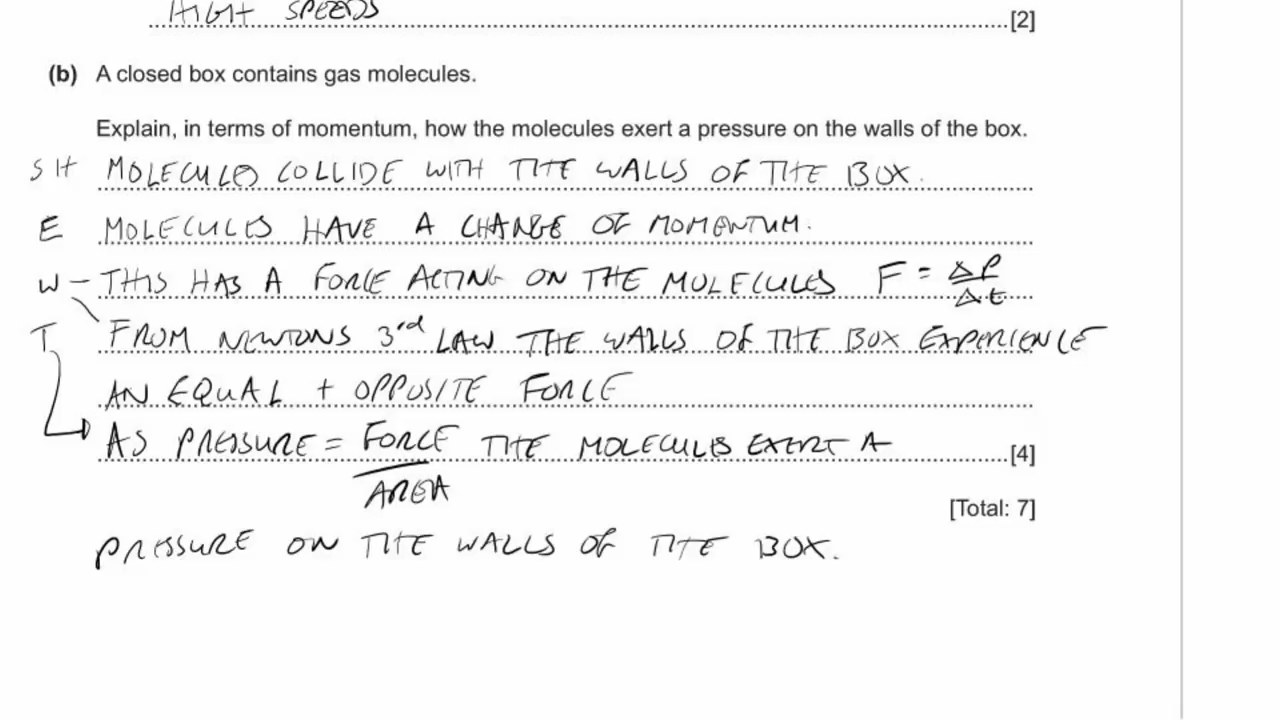 HIGH SPEEDS [2]
(b) A closed box contains gas molecules.
Explain, in terms of momentum, how the molecules exert a pressure on the walls of the box.
S H MOLECULES COLLIDE WITH THE WALLS OF THE BOX.
E MOLECULES HAVE A CHANGE OF MOMENTUM.
W - THIS HAS A FORCE ACTING ON THE MOLECULES F = Δp/Δt
T FROM NEWTONS 3rd LAW THE WALLS OF THE BOX EXPERIENCE
AN EQUAL + OPPOSITE FORCE
AS PRESSURE = FORCE/AREA THE MOLECULES EXERT A [4]
[Total: 7]
PRESSURE ON THE WALLS OF THE BOX.